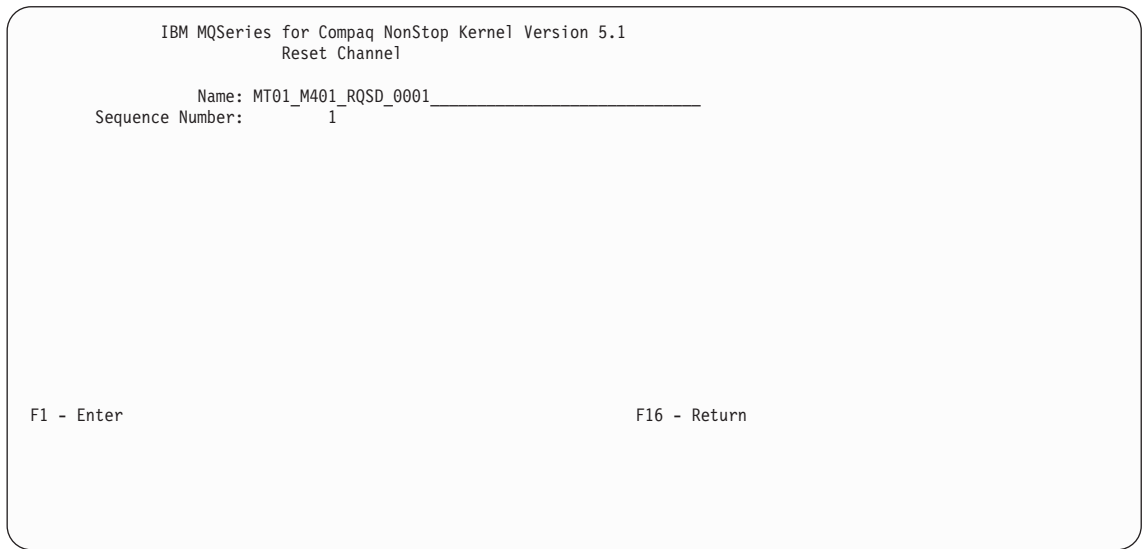 IBM MQSeries for Compaq NonStop Kernel Version 5.1
Reset Channel
Name: MT01_M401_RQSD_0001_____________________________
Sequence Number: 1
F1 - Enter F16 - Return